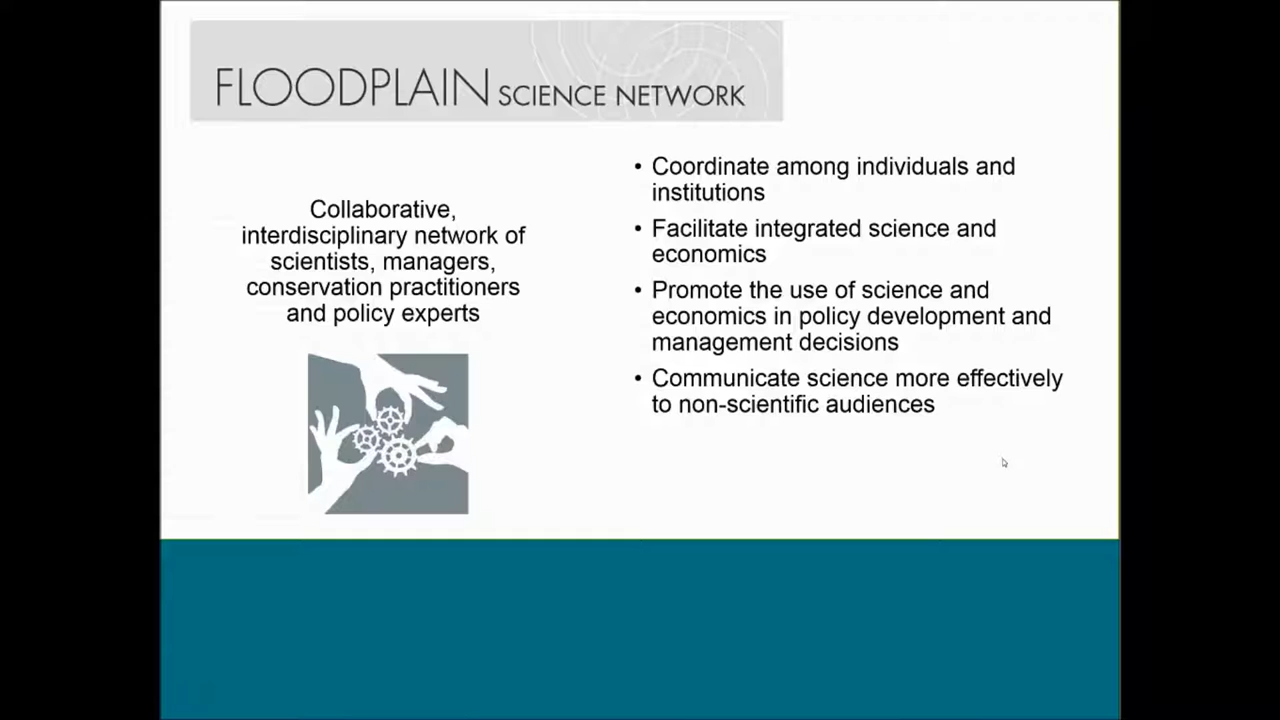 FLOODPLAIN SCIENCE NETWORK
Collaborative,
interdisciplinary network of
scientists, managers,
conservation practitioners
and policy experts
• Coordinate among individuals and
institutions
• Facilitate integrated science and
economics
• Promote the use of science and
economics in policy development and
management decisions
• Communicate science more effectively
to non-scientific audiences